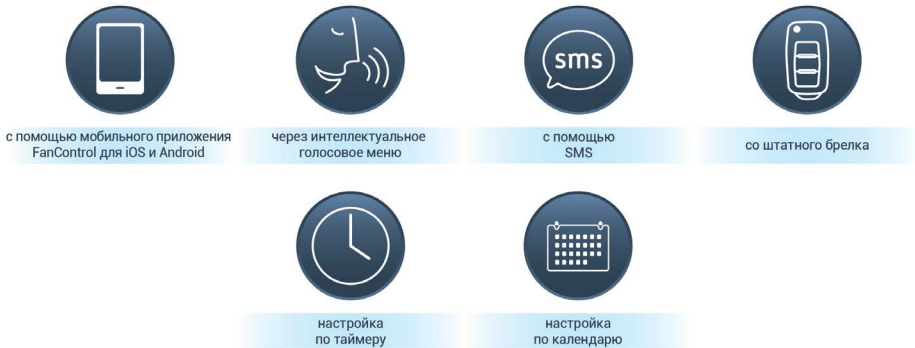 sms
с помощью мобильного приложения
FanControl для iOS и Android
через интеллектуальное
голосовое меню
с помощью
SMS
со штатного брелка
настройка
по таймеру
настройка
по календарю